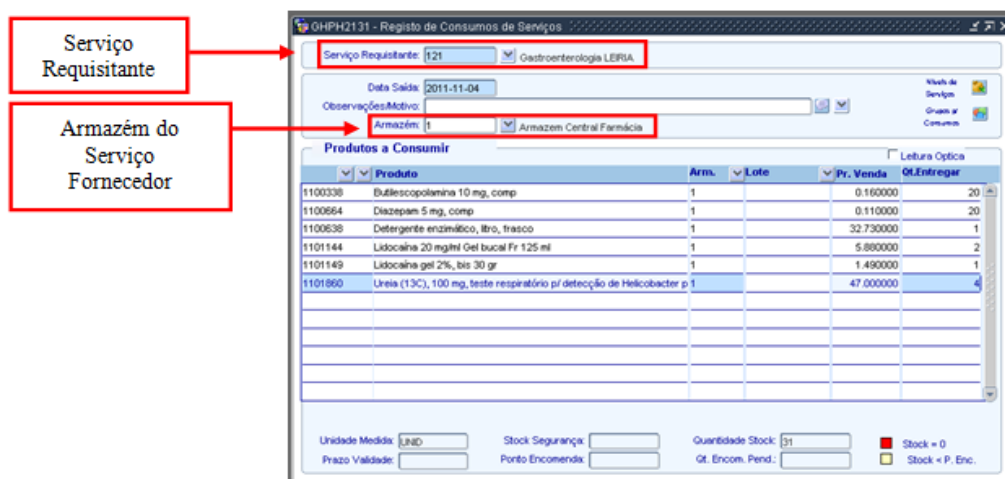 GHPH2131 - Registo de Consumos de Serviços
Serviço
Requisitante
Serviço Requisitante: 121 Gastroenterologia LEIRIA
Data Saída: 2011-11-04
Níveis de
Serviços
Observações/Motivo:
Grupos p/
Consumos
Armazém: 1 Armazem Central Farmácia
Armazém do
Serviço
Fornecedor
Produtos a Consumir
Leitura Optica
Produto Arm. Lote Pr. Venda Qt.Entregar
1100338 Butilescopolamina 10 mg, comp 1 0.160000 20
1100664 Diazepam 5 mg, comp 1 0.110000 20
1100638 Detergente enzimático, litro, frasco 1 32.730000 1
1101144 Lidocaína 20 mg/ml Gel bucal Fr 125 ml 1 5.880000 2
1101149 Lidocaína gel 2%, bis 30 gr 1 1.490000 1
1101860 Ureia (13C), 100 mg, teste respiratório p/ detecção de Helicobacter p 1 47.000000 4
Unidade Medida: UNID Stock Segurança: Quantidade Stock: 31 Stock = 0
Prazo Validade: Ponto Encomenda: Qt. Encom. Pend.: Stock < P. Enc.